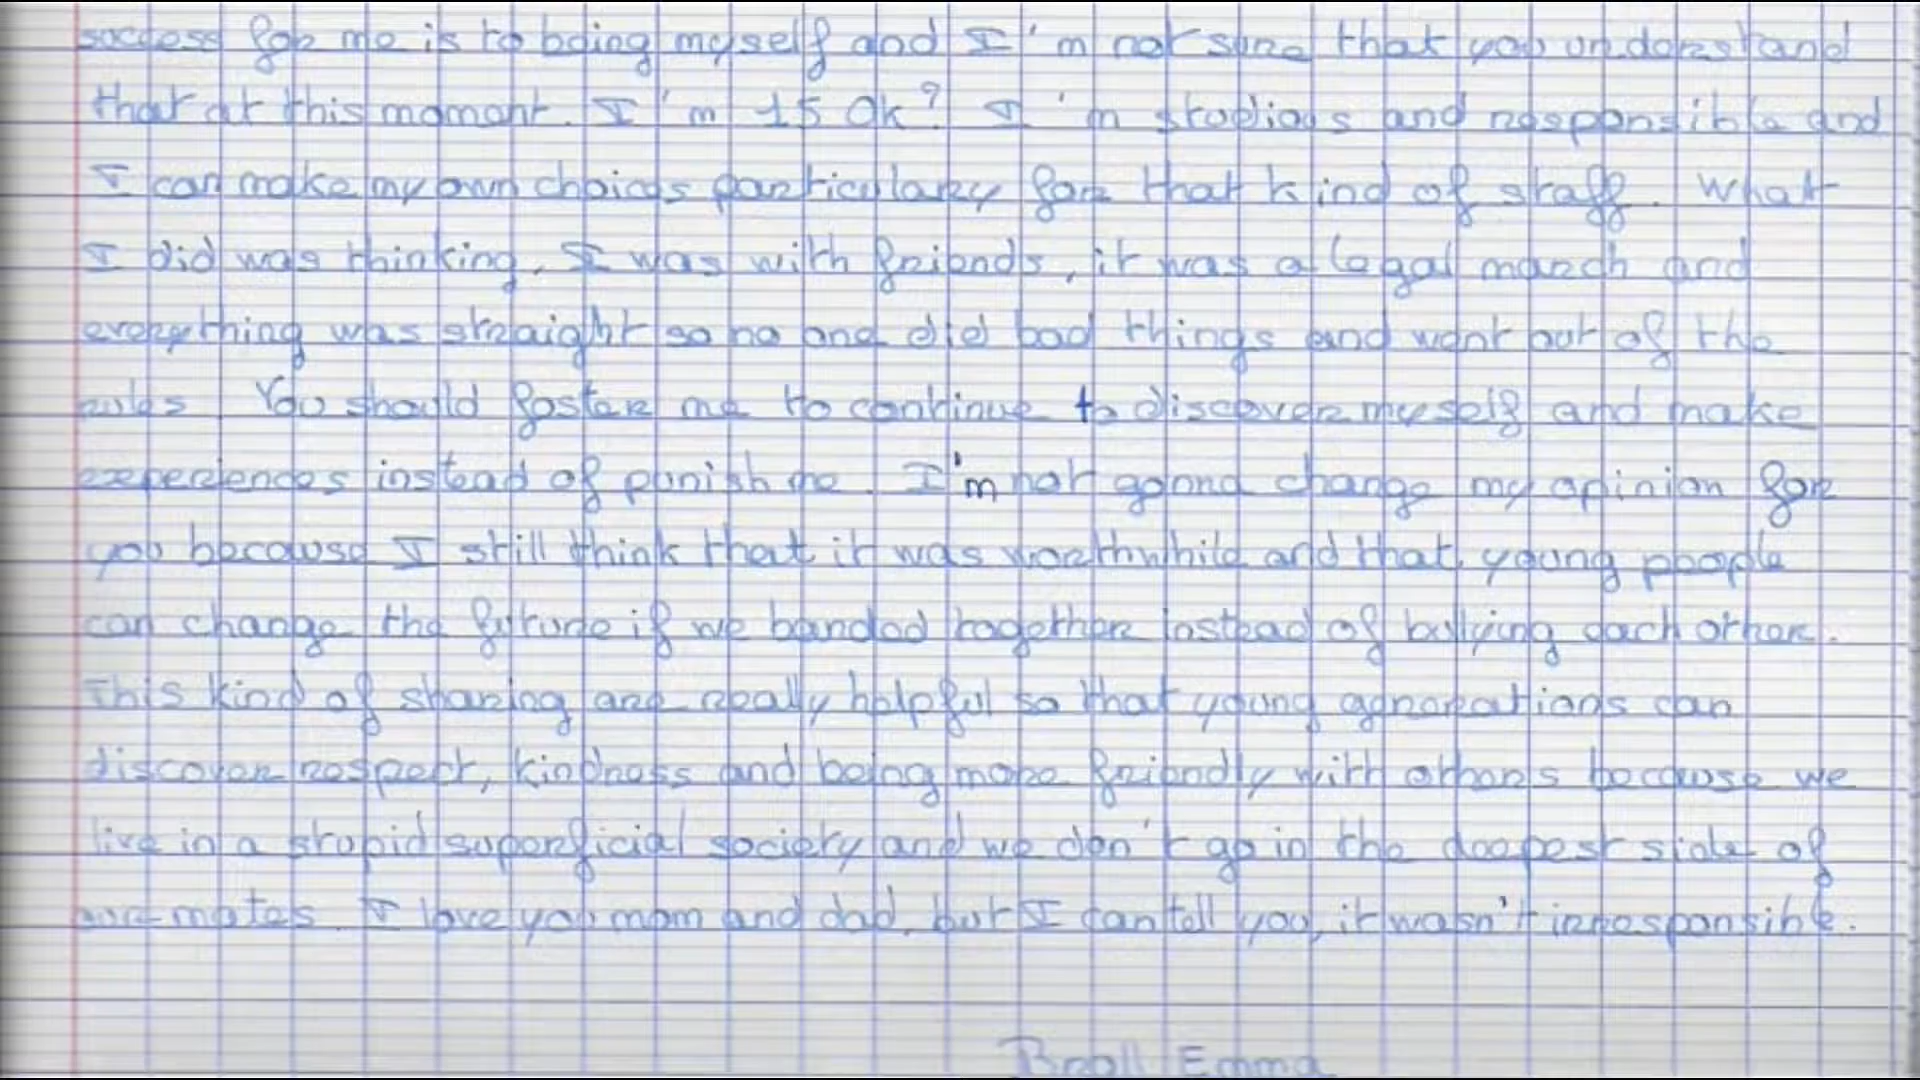 success for me is to being myself and I'm not sure that you understand
that at this moment. I'm 15 Ok? I'm studious and responsible and
I can make my own choices particulary for that kind of staff. What
I did was thinking. I was with friends, it was a legal march and
everything was straight so no one did bad things and went out of the
rules. You should foster me to continue to discover myself and make
experiences instead of punish me. I'm not gonna change my opinion for
you because I still think that it was worthwhile and that young people
can change the future if we banded together instead of bullying each other.
This kind of sharing are really helpful so that young generations can
discover respect, kindness and being more friendly with others because we
live in a stupid superficial society and we don't go in the deepest side of
our mates. I love you mom and dad, but I can tell you, it wasn't irresponsible.
Emma